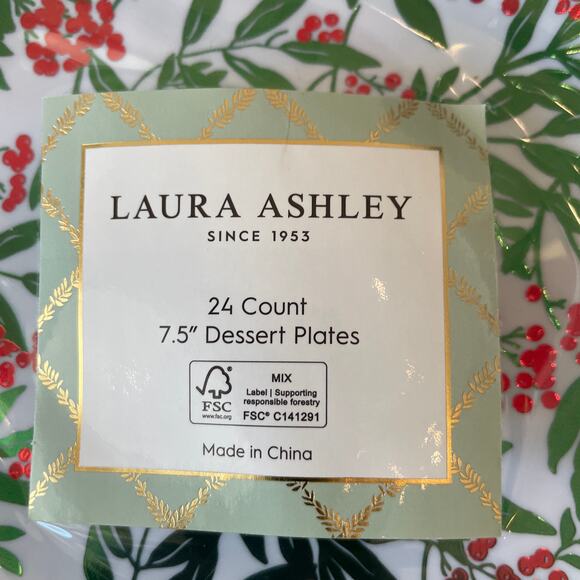 LAURA ASHLEY
SINCE 1953
24 Count
7.5" Dessert Plates
FSC
www.fsc.org
MIX
Label | Supporting
responsible forestry
FSC® C141291
Made in China